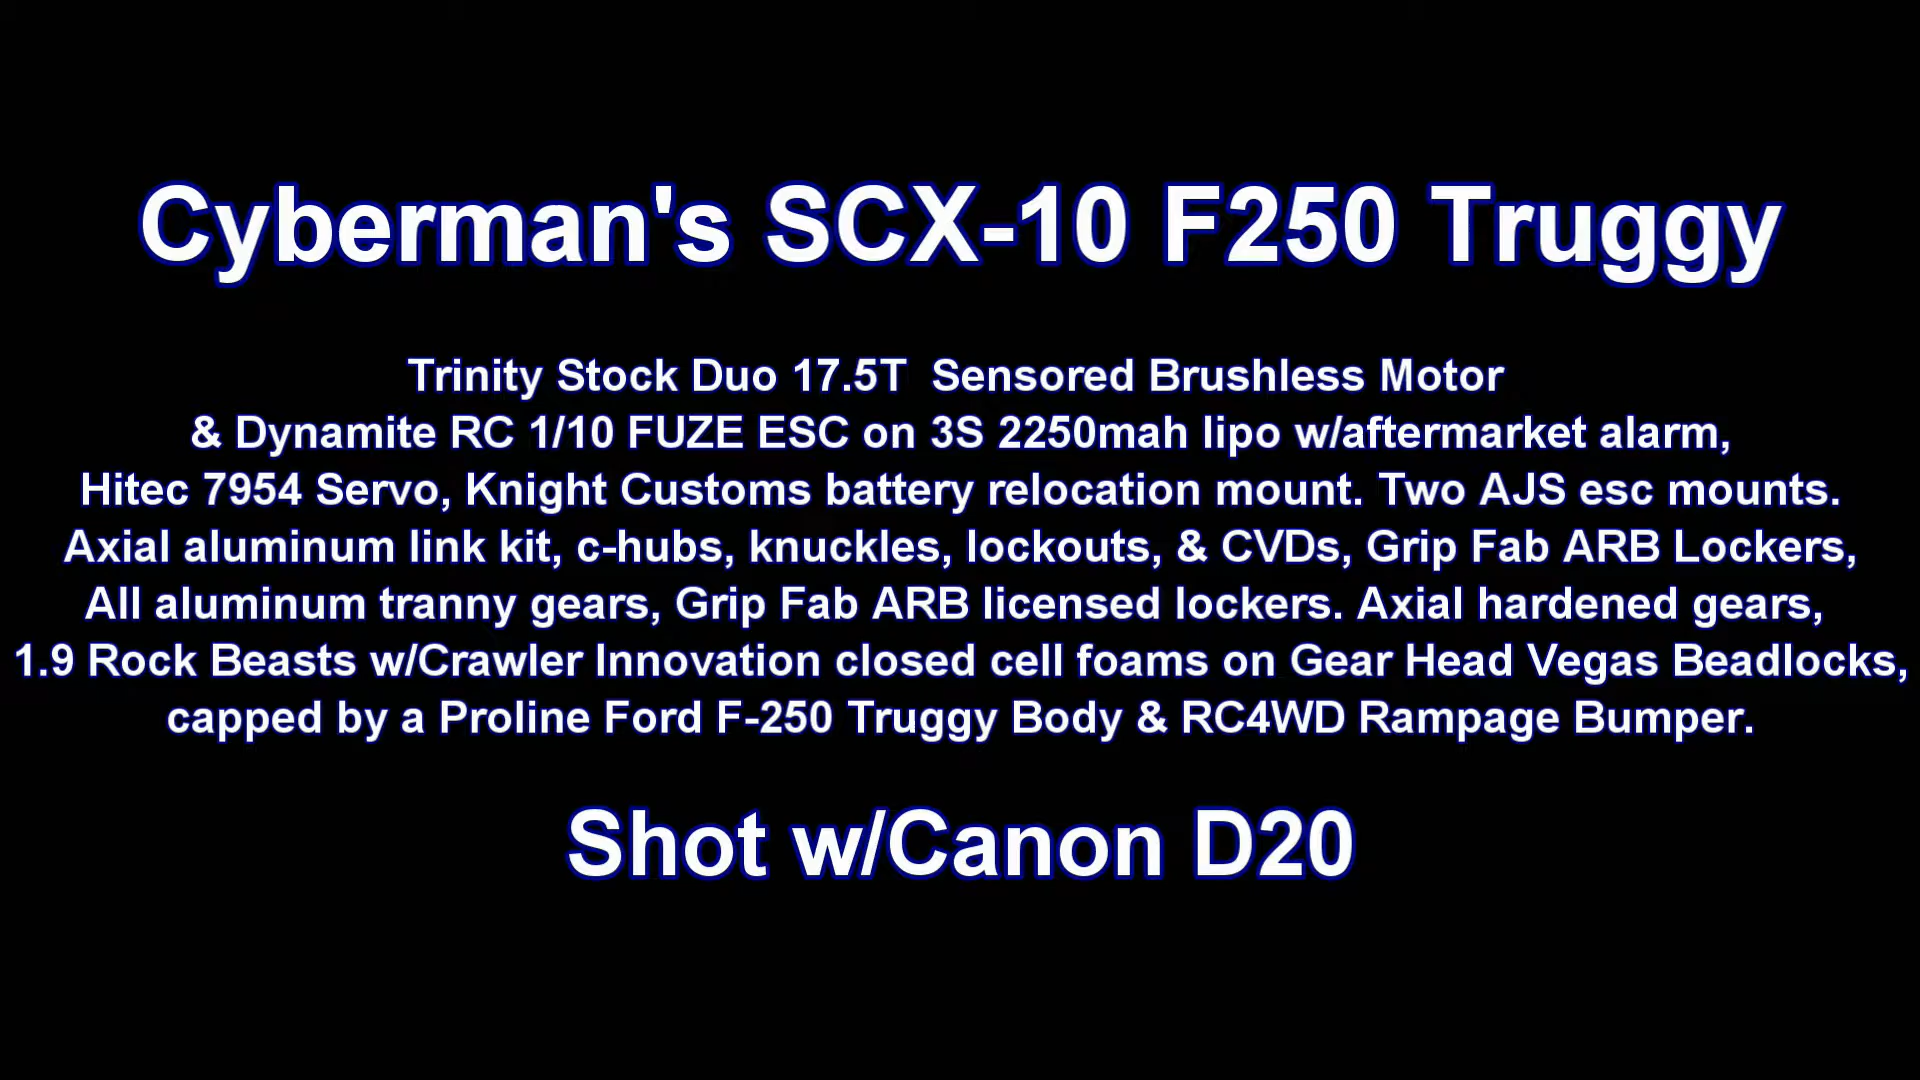 Cyberman's SCX-10 F250 Truggy
Trinity Stock Duo 17.5T  Sensored Brushless Motor
& Dynamite RC 1/10 FUZE ESC on 3S 2250mah lipo w/aftermarket alarm,
Hitec 7954 Servo, Knight Customs battery relocation mount. Two AJS esc mounts.
Axial aluminum link kit, c-hubs, knuckles, lockouts, & CVDs, Grip Fab ARB Lockers,
All aluminum tranny gears, Grip Fab ARB licensed lockers. Axial hardened gears,
1.9 Rock Beasts w/Crawler Innovation closed cell foams on Gear Head Vegas Beadlocks,
capped by a Proline Ford F-250 Truggy Body & RC4WD Rampage Bumper.
Shot w/Canon D20